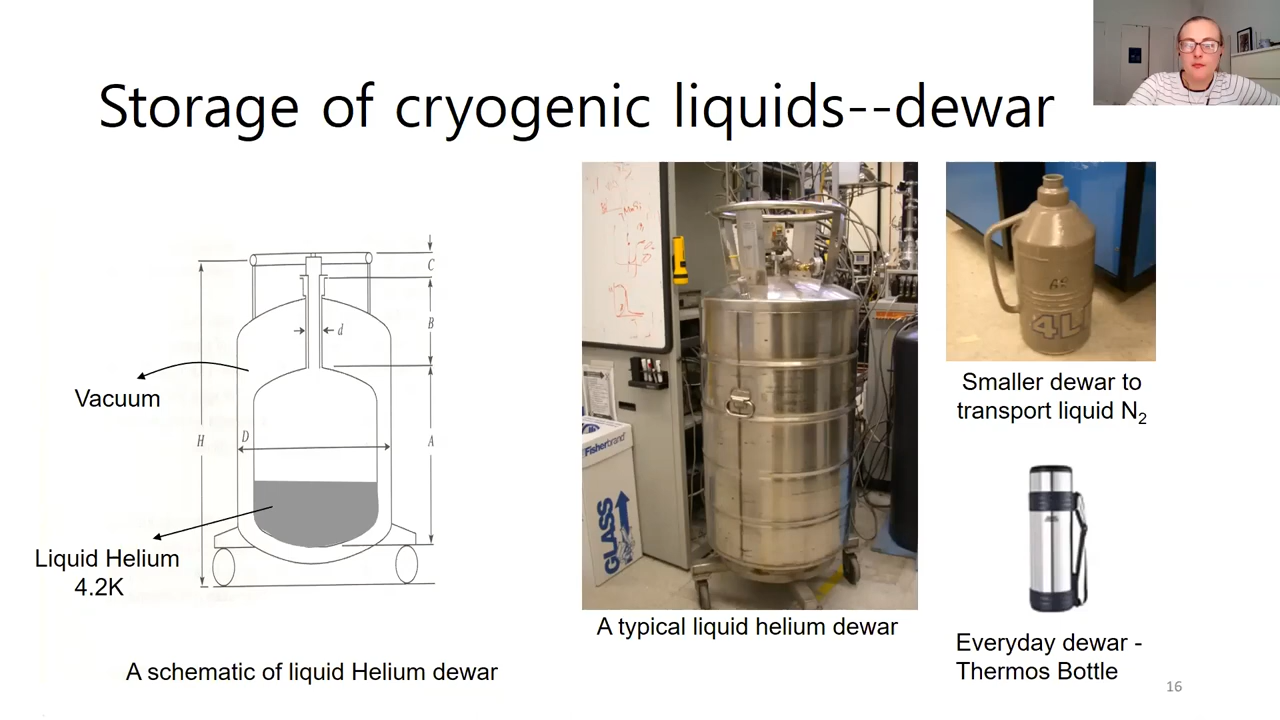 Storage of cryogenic liquids--dewar
C
B
d
Vacuum
H
D
A
Liquid Helium
4.2K
A schematic of liquid Helium dewar
Fisherbrand
GLASS
A typical liquid helium dewar
4L
Smaller dewar to
transport liquid N₂
Everyday dewar -
Thermos Bottle
16